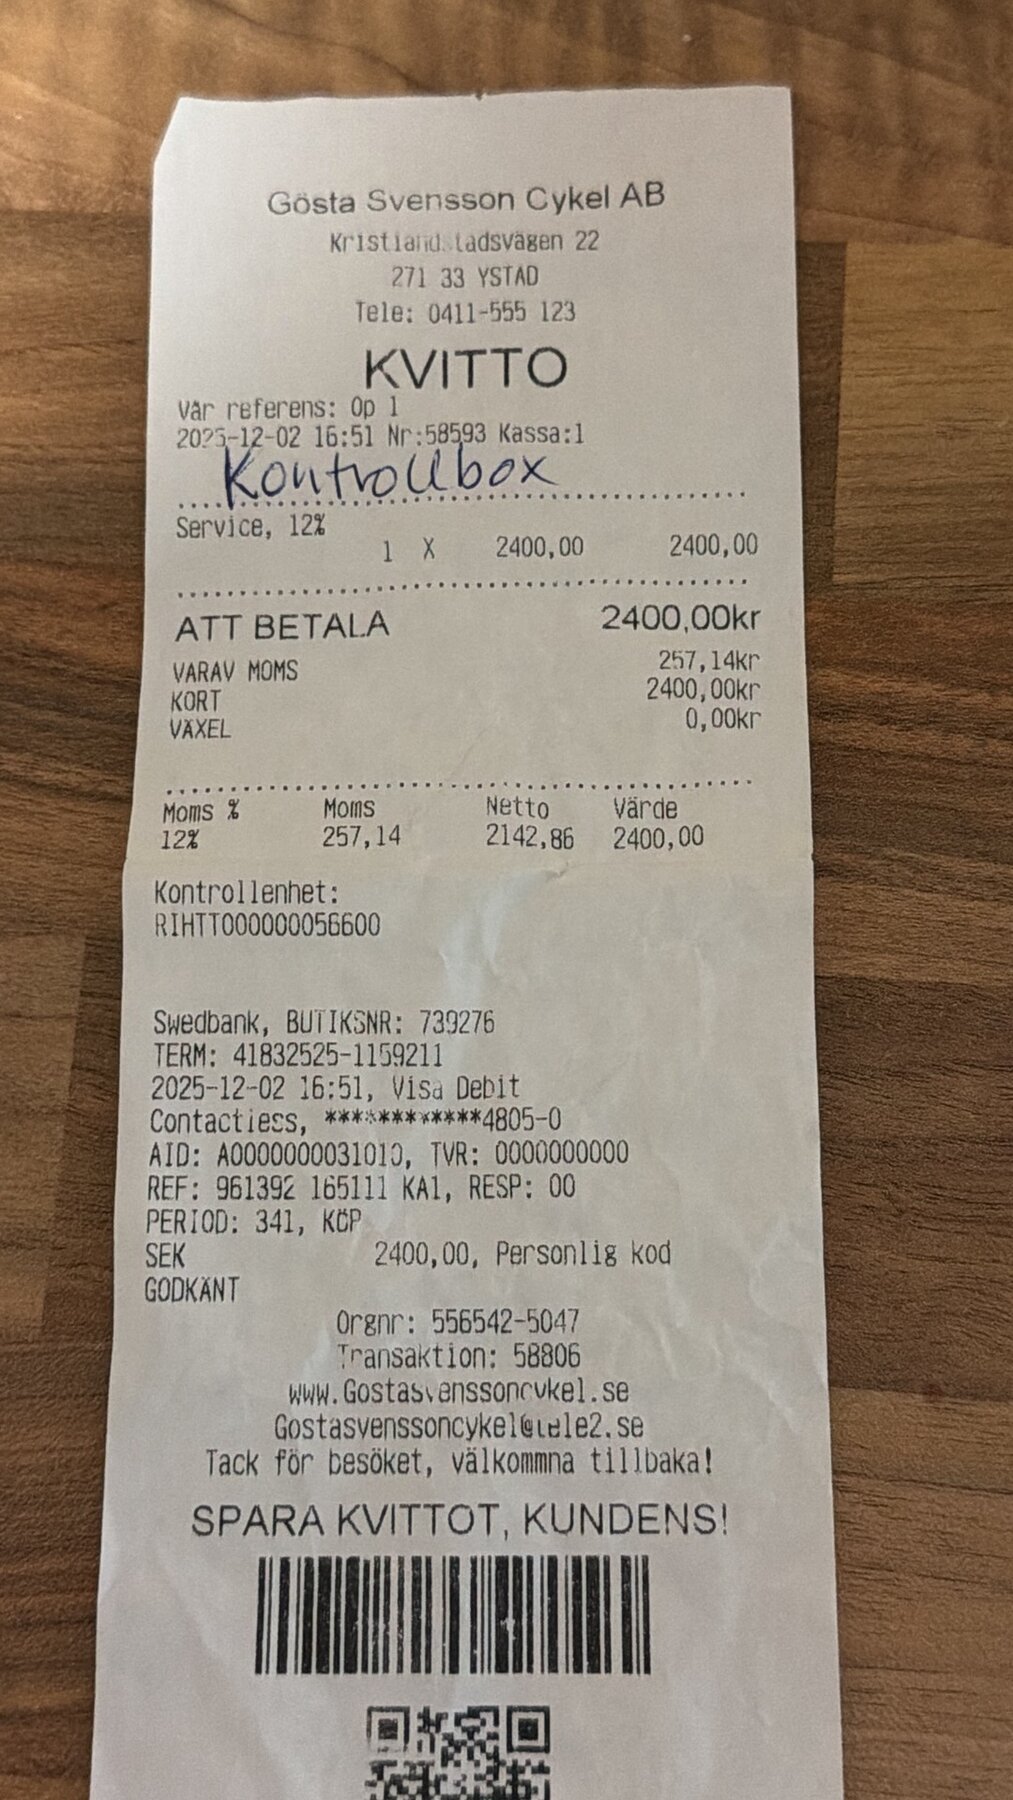 Gösta Svensson Cykel AB
Kristiandstadsvägen 22
271 33 YSTAD
Tele: 0411-555 123
KVITTO
Vår referens: Op 1
2025-12-02 16:51 Nr:58593 Kassa:1
Kontrollbox
Service, 12%
1 X 2400,00 2400,00
ATT BETALA 2400,00kr
VARAV MOMS 257,14kr
KORT 2400,00kr
VÄXEL 0,00kr
Moms % Moms Netto Värde
12% 257,14 2142,86 2400,00
Kontrollenhet:
RIHTT000000056600
Swedbank, BUTIKSNR: 739276
TERM: 41832525-1159211
2025-12-02 16:51, Visa Debit
Contactless, ************4805-0
AID: A0000000031010, TVR: 0000000000
REF: 961392 165111 KA1, RESP: 00
PERIOD: 341, KÖP
SEK 2400,00, Personlig kod
GODKÄNT
Orgnr: 556542-5047
Transaktion: 58806
www.Gostasvenssoncykel.se
Gostasvenssoncykel@tele2.se
Tack för besöket, välkommna tillbaka!
SPARA KVITTOT, KUNDENS!